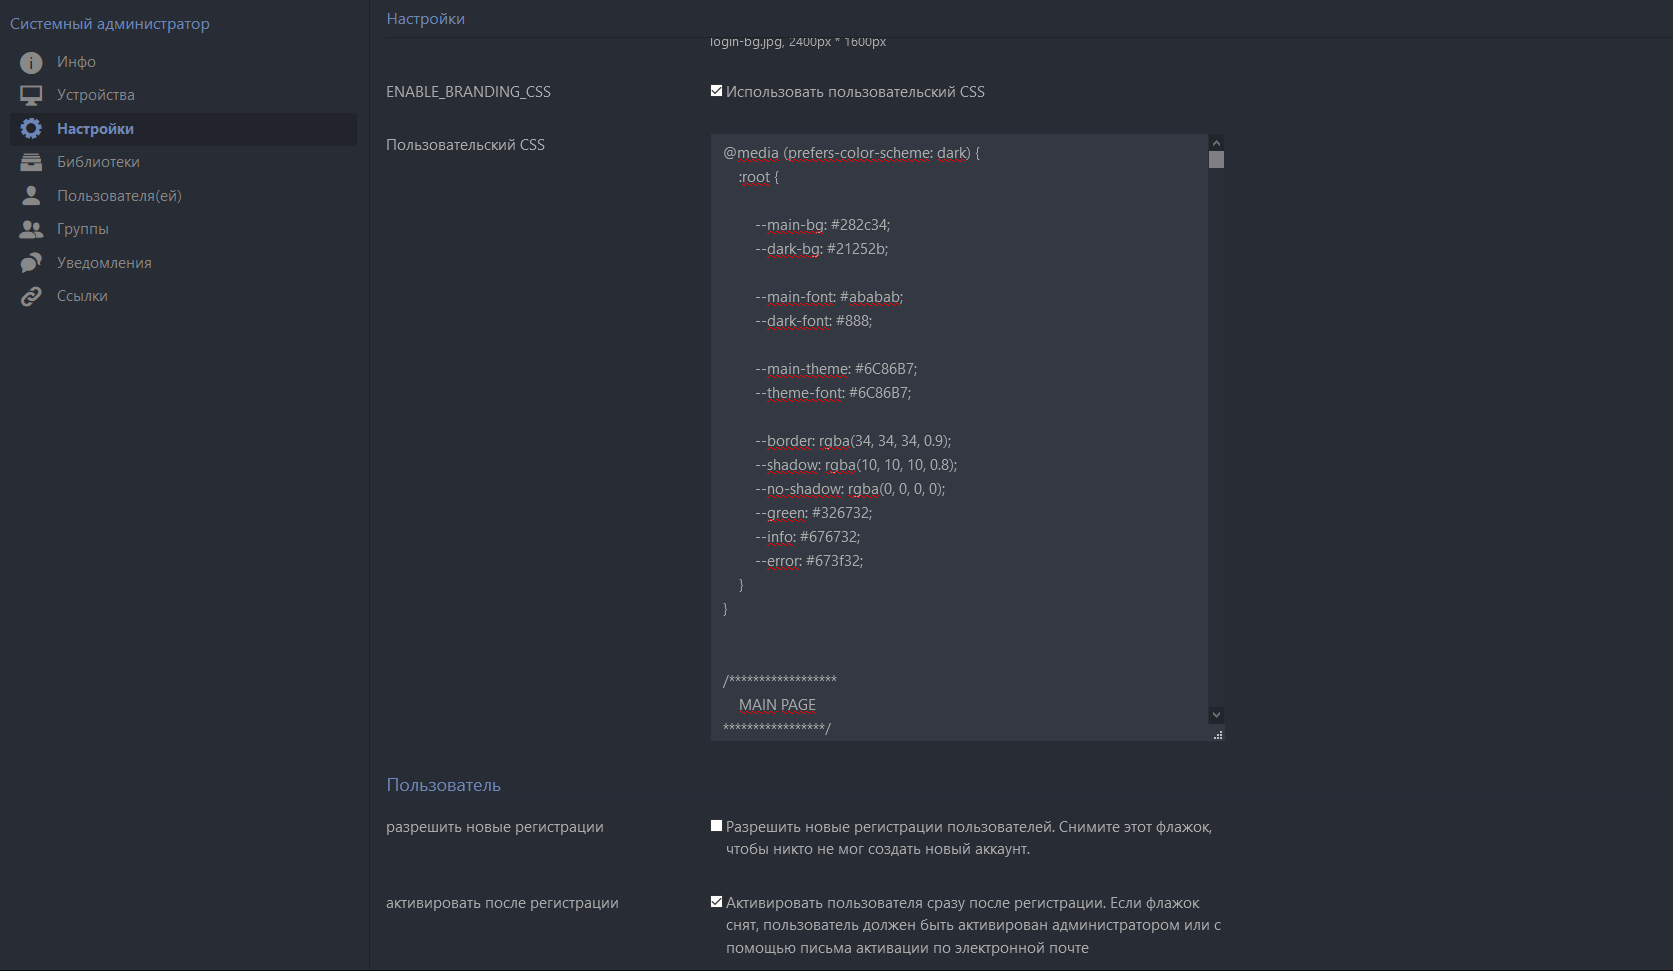 Системный администратор
Инфо
Устройства
Настройки
Библиотеки
Пользователя(ей)
Группы
Уведомления
Ссылки
Настройки
login-bg.jpg, 2400px * 1600px
ENABLE_BRANDING_CSS
Использовать пользовательский CSS
Пользовательский CSS
@media (prefers-color-scheme: dark) {
:root {
--main-bg: #282c34;
--dark-bg: #21252b;
--main-font: #ababab;
--dark-font: #888;
--main-theme: #6C86B7;
--theme-font: #6C86B7;
--border: rgba(34, 34, 34, 0.9);
--shadow: rgba(10, 10, 10, 0.8);
--no-shadow: rgba(0, 0, 0, 0);
--green: #326732;
--info: #676732;
--error: #673f32;
}
}
/******************
MAIN PAGE
*****************/
Пользователь
разрешить новые регистрации
Разрешить новые регистрации пользователей. Снимите этот флажок,
чтобы никто не мог создать новый аккаунт.
активировать после регистрации
Активировать пользователя сразу после регистрации. Если флажок
снят, пользователь должен быть активирован администратором или с
помощью письма активации по электронной почте